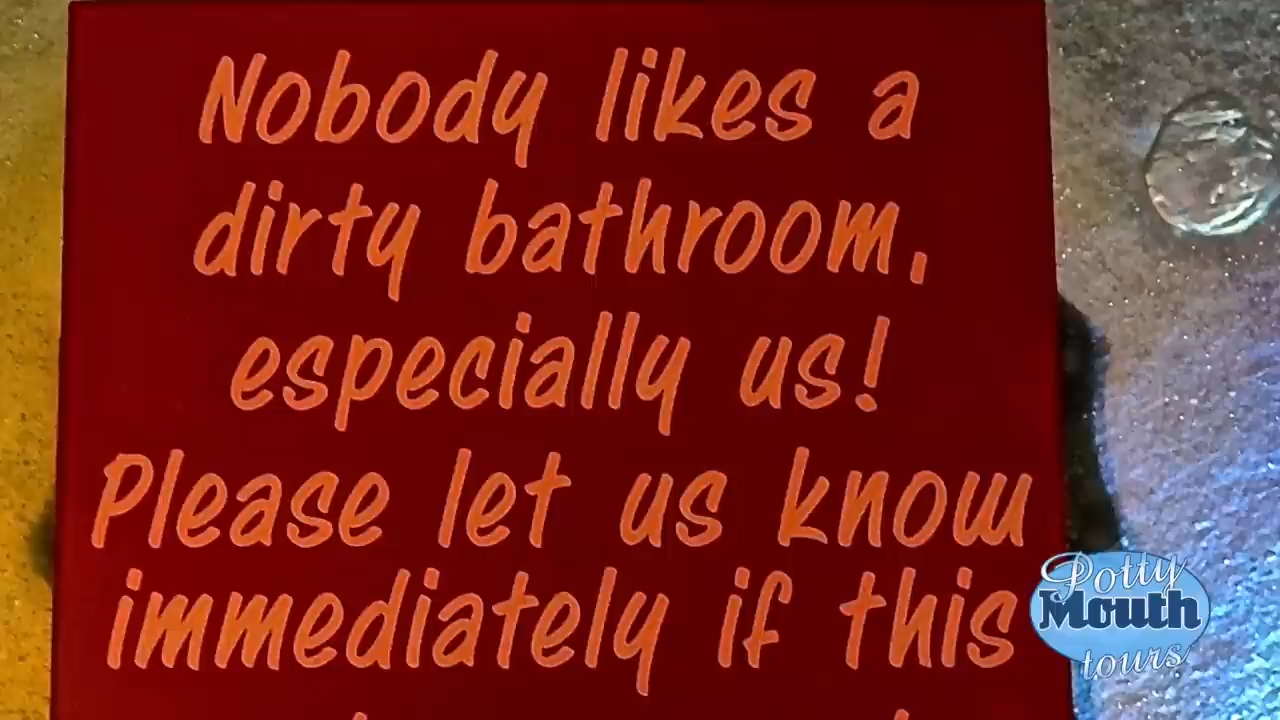 Nobody likes a
dirty bathroom,
especially us!
Please let us know
immediately if this
Potty
Mouth
tours